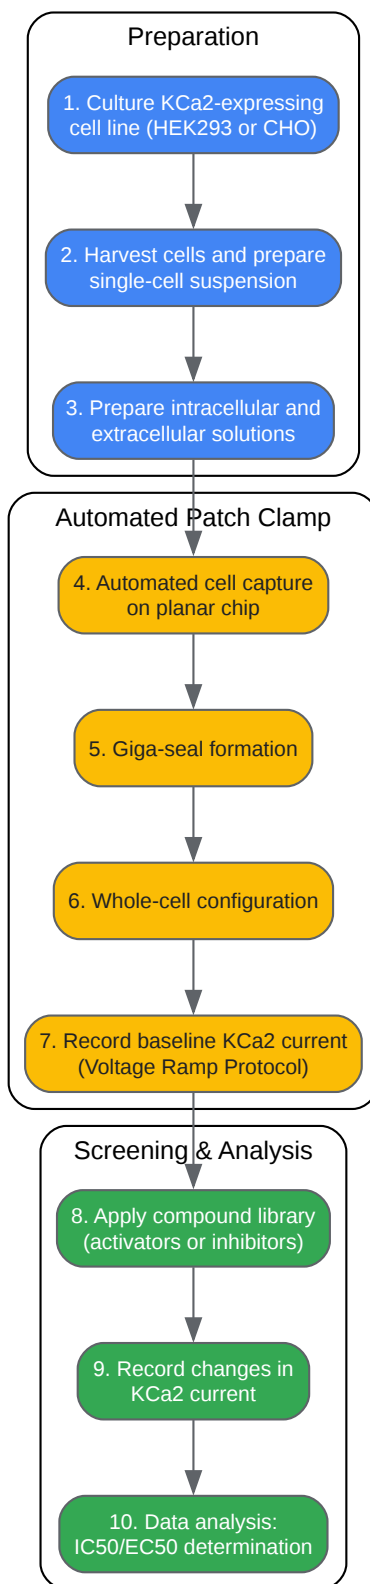 Preparation
1. Culture KCa2-expressing
cell line (HEK293 or CHO)
2. Harvest cells and prepare
single-cell suspension
3. Prepare intracellular and
extracellular solutions
Automated Patch Clamp
4. Automated cell capture
on planar chip
5. Giga-seal formation
6. Whole-cell configuration
7. Record baseline KCa2 current
(Voltage Ramp Protocol)
Screening & Analysis
8. Apply compound library
(activators or inhibitors)
9. Record changes in
KCa2 current
10. Data analysis:
IC50/EC50 determination